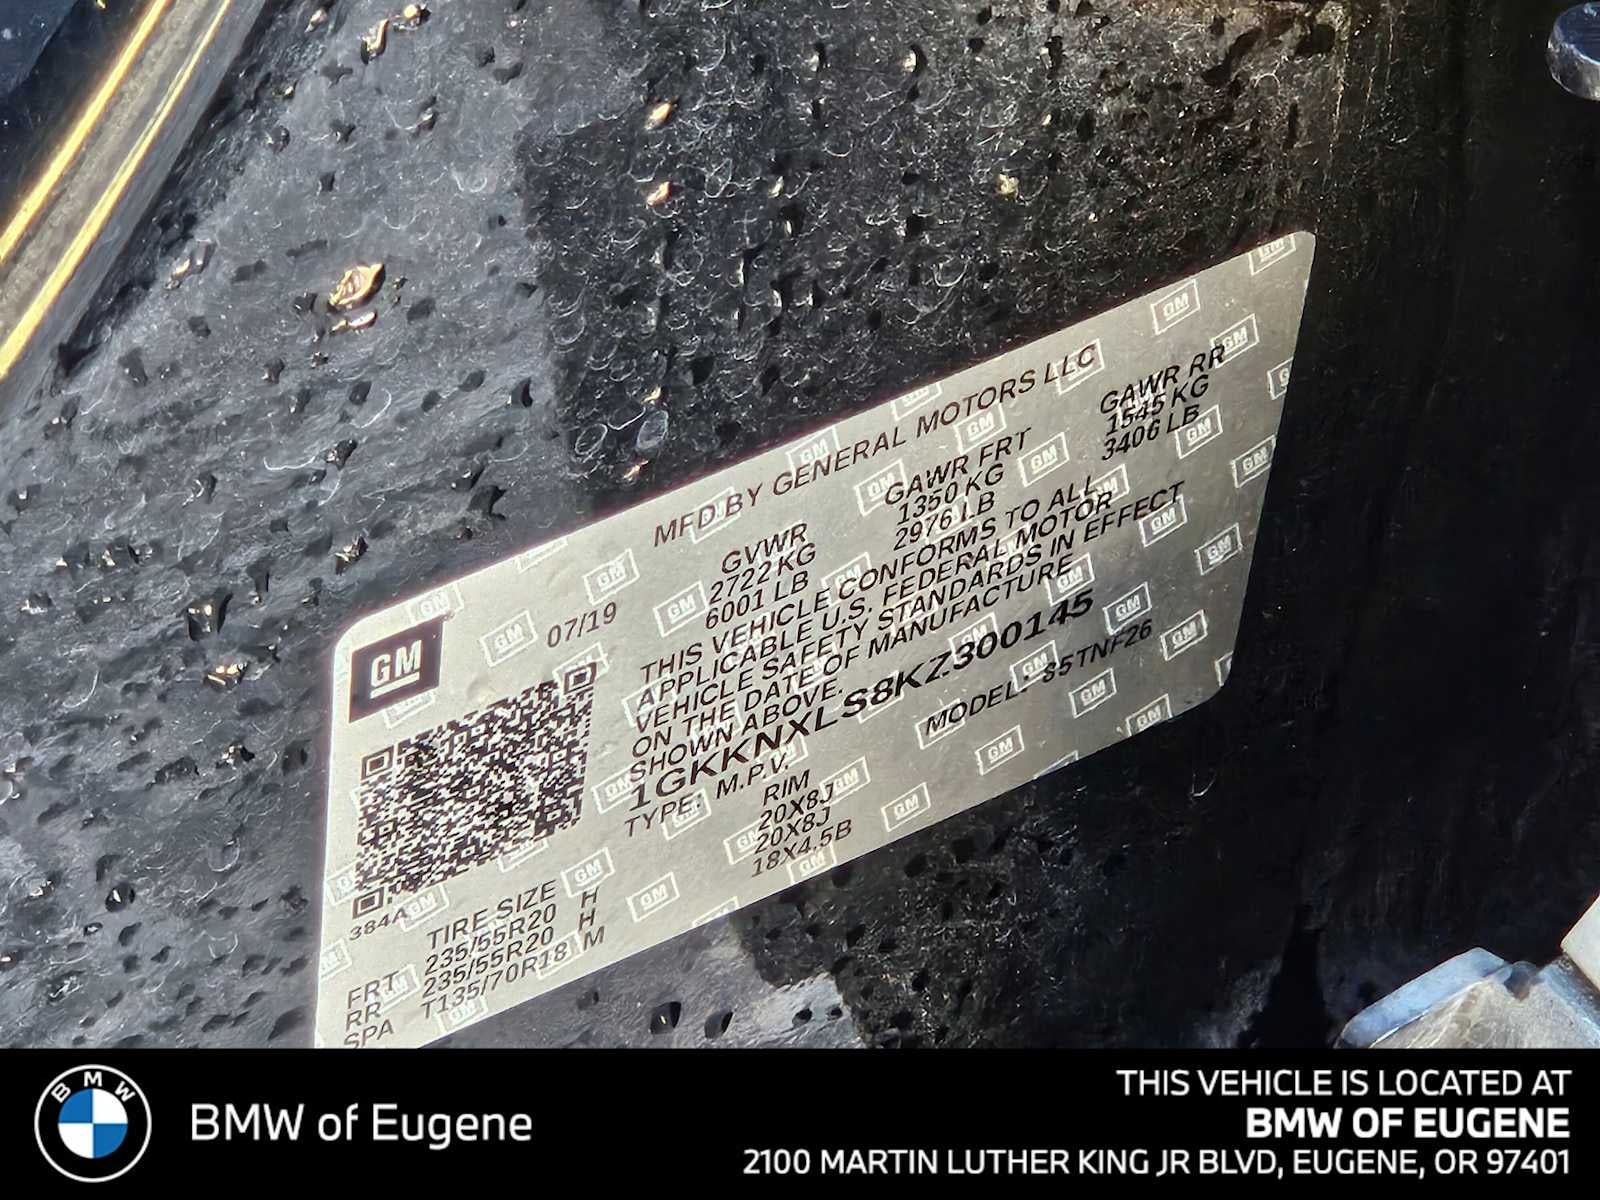 MFD BY GENERAL MOTORS LLC
GM
07/19
GVWR GAWR FRT GAWR RR
2722 KG 1350 KG 1545 KG
6001 LB 2976 LB 3406 LB
THIS VEHICLE CONFORMS TO ALL
APPLICABLE U.S. FEDERAL MOTOR
VEHICLE SAFETY STANDARDS IN EFFECT
ON THE DATE OF MANUFACTURE
SHOWN ABOVE.
1GKKNXLS8KZ300145
TYPE: M.P.V. MODEL: S5TNF26
384A
TIRE SIZE RIM
FRT 235/55R20 H 20X8J
RR 235/55R20 H 20X8J
SPA T135/70R18 M 18X4.5B
BMW
BMW of Eugene
THIS VEHICLE IS LOCATED AT
BMW OF EUGENE
2100 MARTIN LUTHER KING JR BLVD, EUGENE, OR 97401